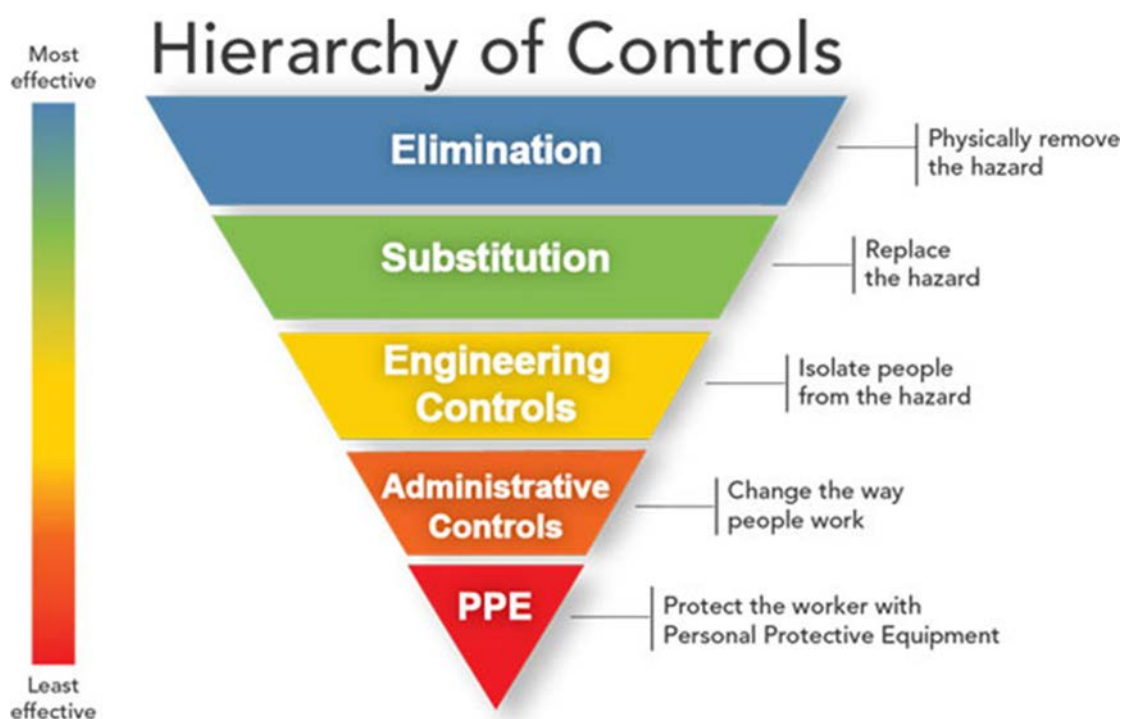 Hierarchy of Controls
Most
effective
Elimination
Physically remove
the hazard
Substitution
Replace
the hazard
Engineering
Controls
Isolate people
from the hazard
Administrative
Controls
Change the way
people work
PPE
Protect the worker with
Personal Protective Equipment
Least
effective